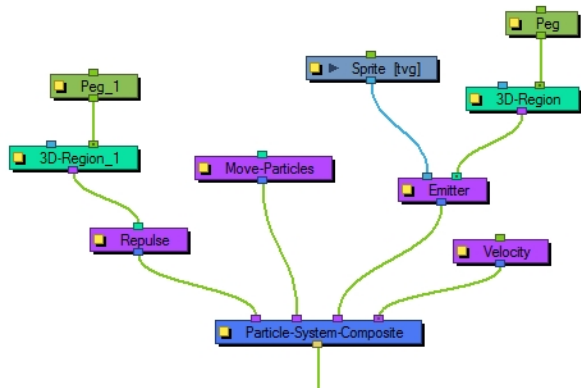 Peg
Sprite [tvg]
Peg_1
3D-Region
3D-Region_1
Move-Particles
Emitter
Repulse
Velocity
Particle-System-Composite